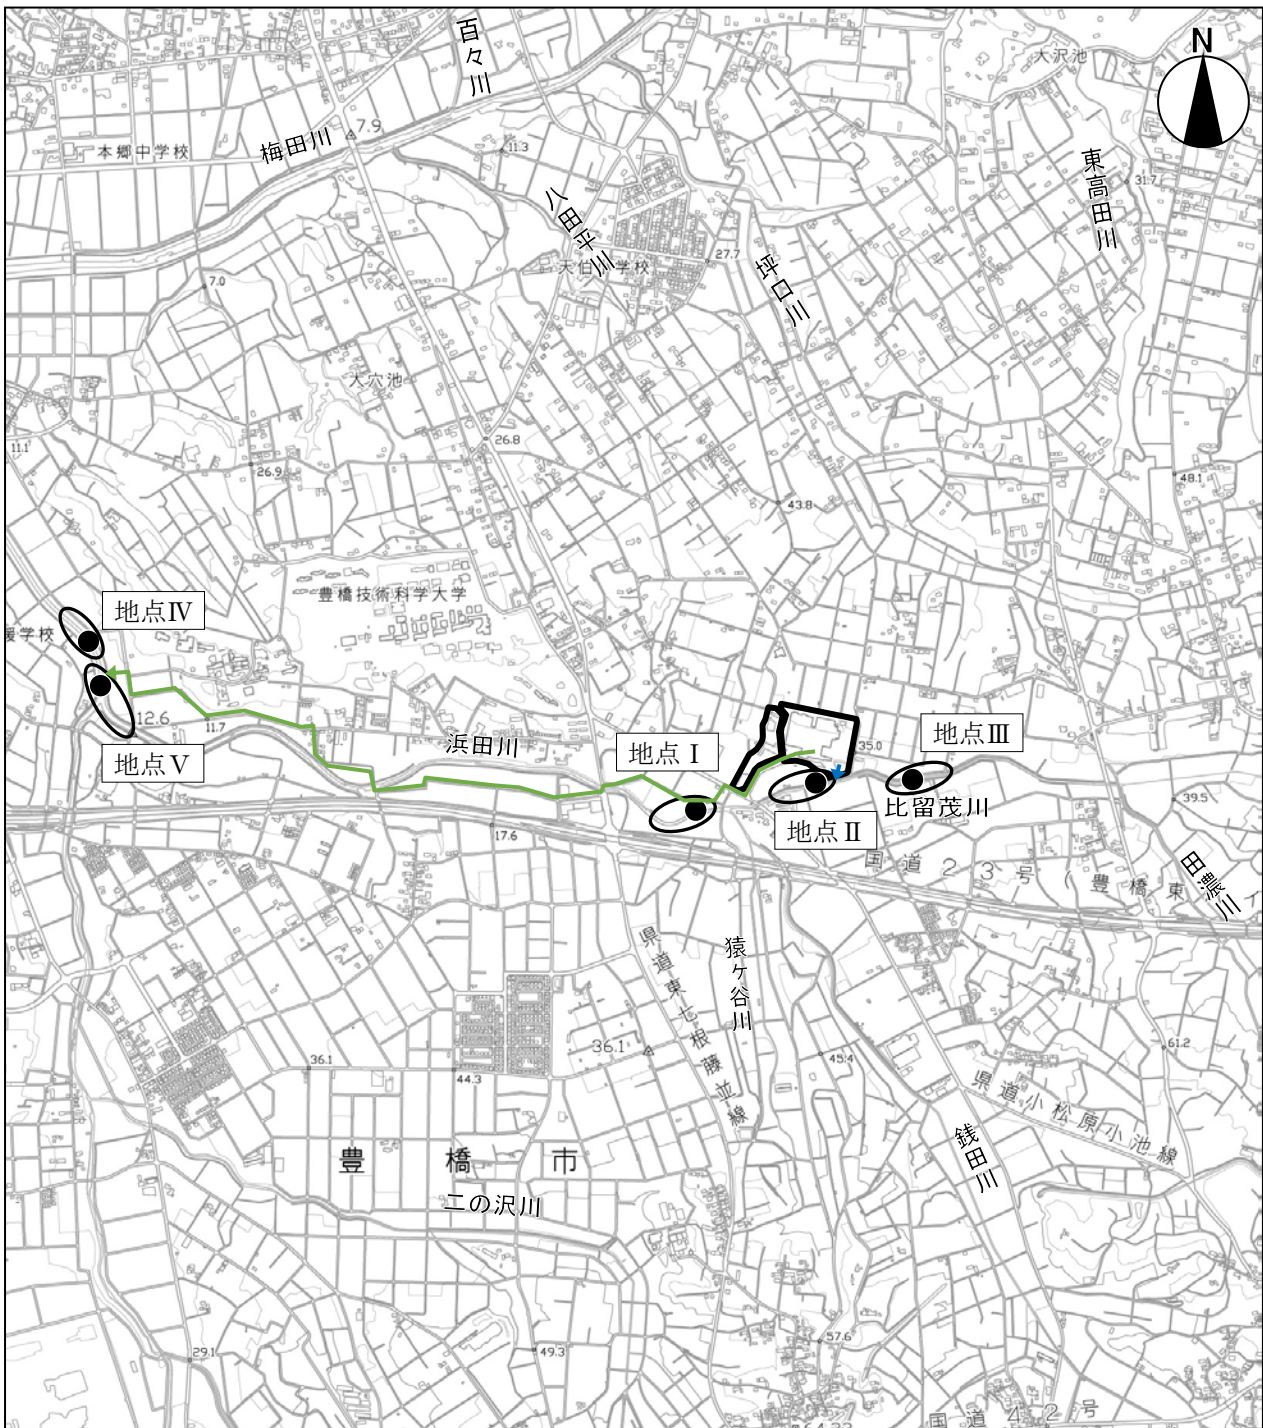 百々川
大沢池
N
7.9
梅田川
本郷中学校
11.3
東高田川
31.7
八田平川
27.7
学校
坪口川
7.0
大穴池
26.8
11.1
26.9
48.1
43.8
豊橋技術科学大学
地点Ⅳ
学校
12.6
11.7
地点Ⅴ
浜田川
地点Ⅰ
地点Ⅲ
35.0
39.5
比留茂川
地点Ⅱ
17.6
国道23号(豊橋東
田濃川
県道東七根藤並線
猿ヶ谷川
36.1
36.1
45.4
61.2
44.3
県道小松原小池線
銭田川
豊橋市
二の沢川
57.6
49.3
29.1
国道42号